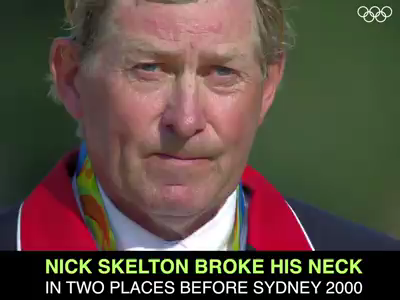 NICK SKELTON BROKE HIS NECK
IN TWO PLACES BEFORE SYDNEY 2000